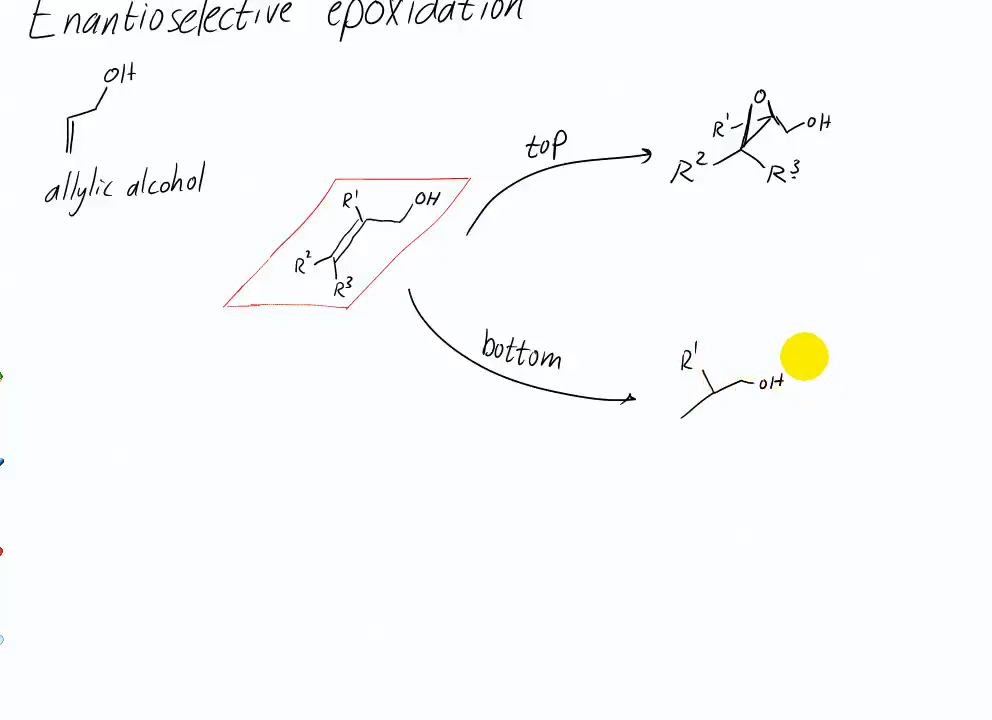 Enantioselective epoxidation
OH
allylic alcohol
R¹
OH
R²
R³
top
O
R¹
OH
R²
R³
bottom
R¹
OH